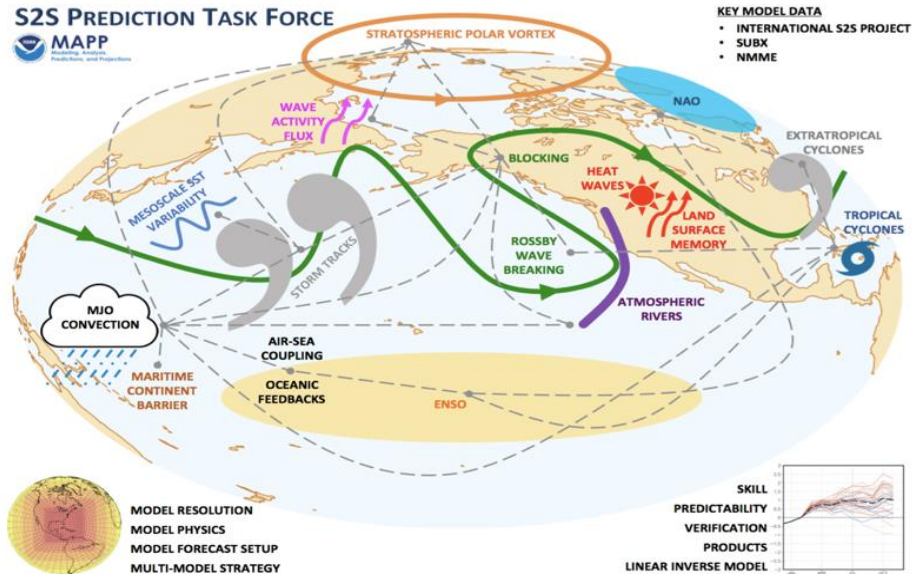 S2S PREDICTION TASK FORCE
NOAA
MAPP
Modeling, Analysis,
Predictions, and Projections
KEY MODEL DATA
• INTERNATIONAL S2S PROJECT
• SUBX
• NMME
STRATOSPHERIC POLAR VORTEX
WAVE
ACTIVITY
FLUX
NAO
EXTRATROPICAL
CYCLONES
BLOCKING
HEAT
WAVES
LAND
SURFACE
MEMORY
MESOSCALE SST
VARIABILITY
STORM TRACKS
ROSSBY
WAVE
BREAKING
TROPICAL
CYCLONES
ATMOSPHERIC
RIVERS
MJO
CONVECTION
MARITIME
CONTINENT
BARRIER
AIR-SEA
COUPLING
OCEANIC
FEEDBACKS
ENSO
MODEL RESOLUTION
MODEL PHYSICS
MODEL FORECAST SETUP
MULTI-MODEL STRATEGY
SKILL
PREDICTABILITY
VERIFICATION
PRODUCTS
LINEAR INVERSE MODEL